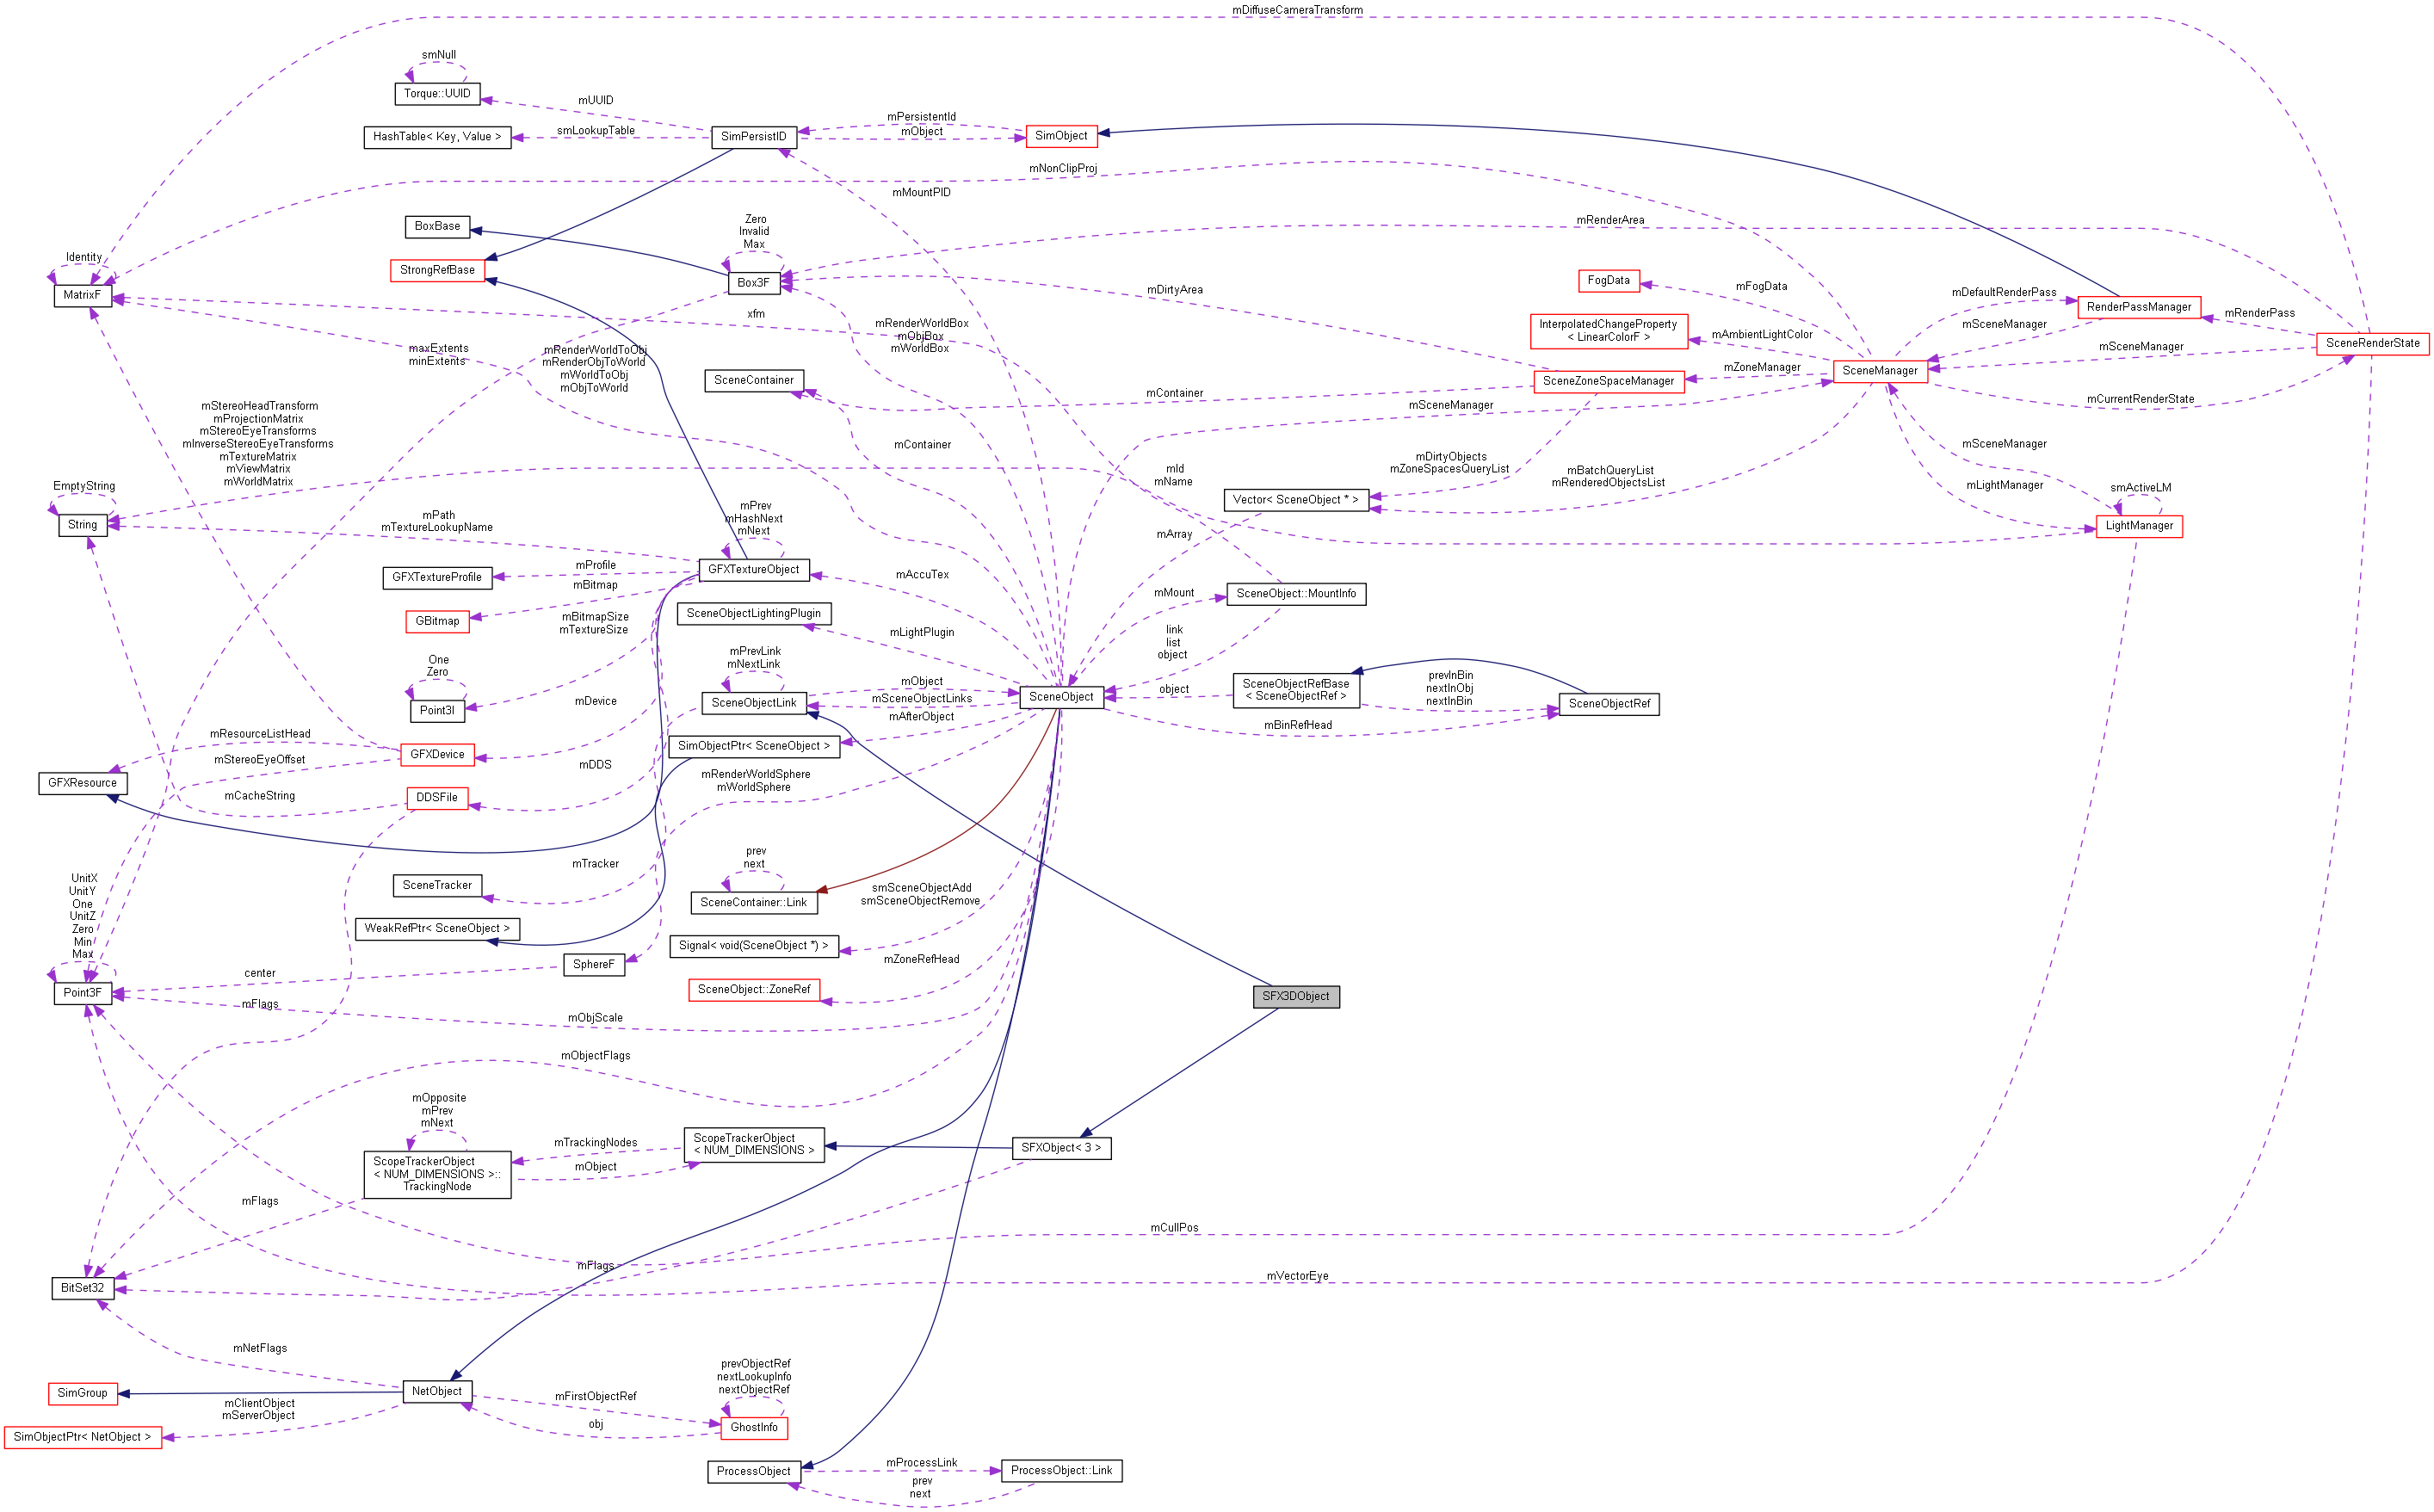 mDiffuseCameraTransform
smNull
Torque::UUID
mUUID
HashTable< Key, Value >
smLookupTable
SimPersistID
mPersistentId
mObject
SimObject
mNonClipProj
mMountPID
BoxBase
Zero
Invalid
Max
mRenderArea
Identity
StrongRefBase
MatrixF
Box3F
mDirtyArea
FogData
mFogData
mDefaultRenderPass
RenderPassManager
mRenderPass
xfm
mRenderWorldBox
mObjBox
mWorldBox
InterpolatedChangeProperty
< LinearColorF >
mAmbientLightColor
mSceneManager
SceneRenderState
maxExtents
minExtents
mRenderWorldToObj
mRenderObjToWorld
mWorldToObj
mObjToWorld
mSceneManager
SceneContainer
mContainer
SceneZoneSpaceManager
mZoneManager
SceneManager
mSceneManager
mCurrentRenderState
mStereoHeadTransform
mProjectionMatrix
mStereoEyeTransforms
mInverseStereoEyeTransforms
mTextureMatrix
mViewMatrix
mWorldMatrix
mContainer
mSceneManager
mDirtyObjects
mZoneSpacesQueryList
mBatchQueryList
mRenderedObjectsList
mId
mName
mLightManager
smActiveLM
EmptyString
String
Vector< SceneObject * >
LightManager
mPath
mTextureLookupName
mPrev
mHashNext
mNext
mArray
GFXTextureProfile
mProfile
GFXTextureObject
mAccuTex
mBitmap
GBitmap
SceneObjectLightingPlugin
mMount
SceneObject::MountInfo
mBitmapSize
mTextureSize
mLightPlugin
link
list
object
One
Zero
mPrevLink
mNextLink
Point3I
SceneObjectLink
mObject
mSceneObjectLinks
SceneObject
object
SceneObjectRefBase
< SceneObjectRef >
prevInBin
nextInObj
nextInBin
SceneObjectRef
mDevice
mAfterObject
mBinRefHead
mResourceListHead
GFXDevice
SimObjectPtr< SceneObject >
mStereoEyeOffset
mDDS
mRenderWorldSphere
mWorldSphere
GFXResource
mCacheString
DDSFile
mTracker
prev
next
UnitX
UnitY
One
UnitZ
Zero
Min
Max
SceneTracker
SceneContainer::Link
smSceneObjectAdd
smSceneObjectRemove
WeakRefPtr< SceneObject >
Signal< void(SceneObject *) >
center
SphereF
mZoneRefHead
Point3F
SceneObject::ZoneRef
SFX3DObject
mFlags
mObjScale
mObjectFlags
mOpposite
mPrev
mNext
mTrackingNodes
ScopeTrackerObject
< NUM_DIMENSIONS >
SFXObject< 3 >
ScopeTrackerObject
< NUM_DIMENSIONS >::
TrackingNode
mObject
mFlags
mCullPos
mFlags
mVectorEye
BitSet32
mNetFlags
prevObjectRef
nextLookupInfo
nextObjectRef
SimGroup
NetObject
mFirstObjectRef
mClientObject
mServerObject
obj
GhostInfo
SimObjectPtr< NetObject >
ProcessObject
mProcessLink
ProcessObject::Link
prev
next